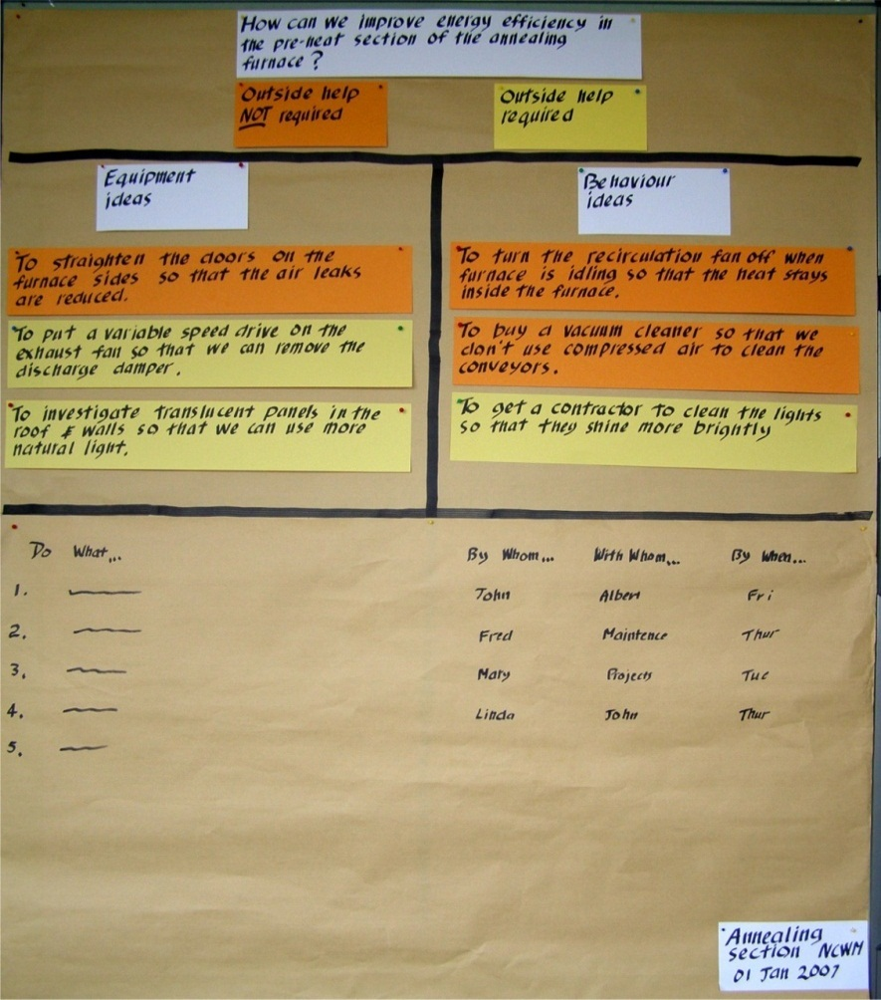 How can we improve energy efficiency in
the pre-heat section of the annealing
furnace?
Outside help
NOT required
Outside help
required
Equipment
ideas
Behaviour
ideas
To straighten the doors on the
furnace sides so that the air leaks
are reduced.
To put a variable speed drive on the
exhaust fan so that we can remove the
discharge damper.
To investigate translucent panels in the
roof & walls so that we can use more
natural light.
To turn the recirculation fan off when
furnace is idling so that the heat stays
inside the furnace.
To buy a vacuum cleaner so that we
don't use compressed air to clean the
conveyors.
To get a contractor to clean the lights
so that they shine more brightly
Do What... By Whom... With Whom... By When...
1. John Albert Fri
2. Fred Maintence Thur
3. Mary Projects Tue
4. Linda John Thur
5.
Annealing
section NCWM
01 Jan 2007